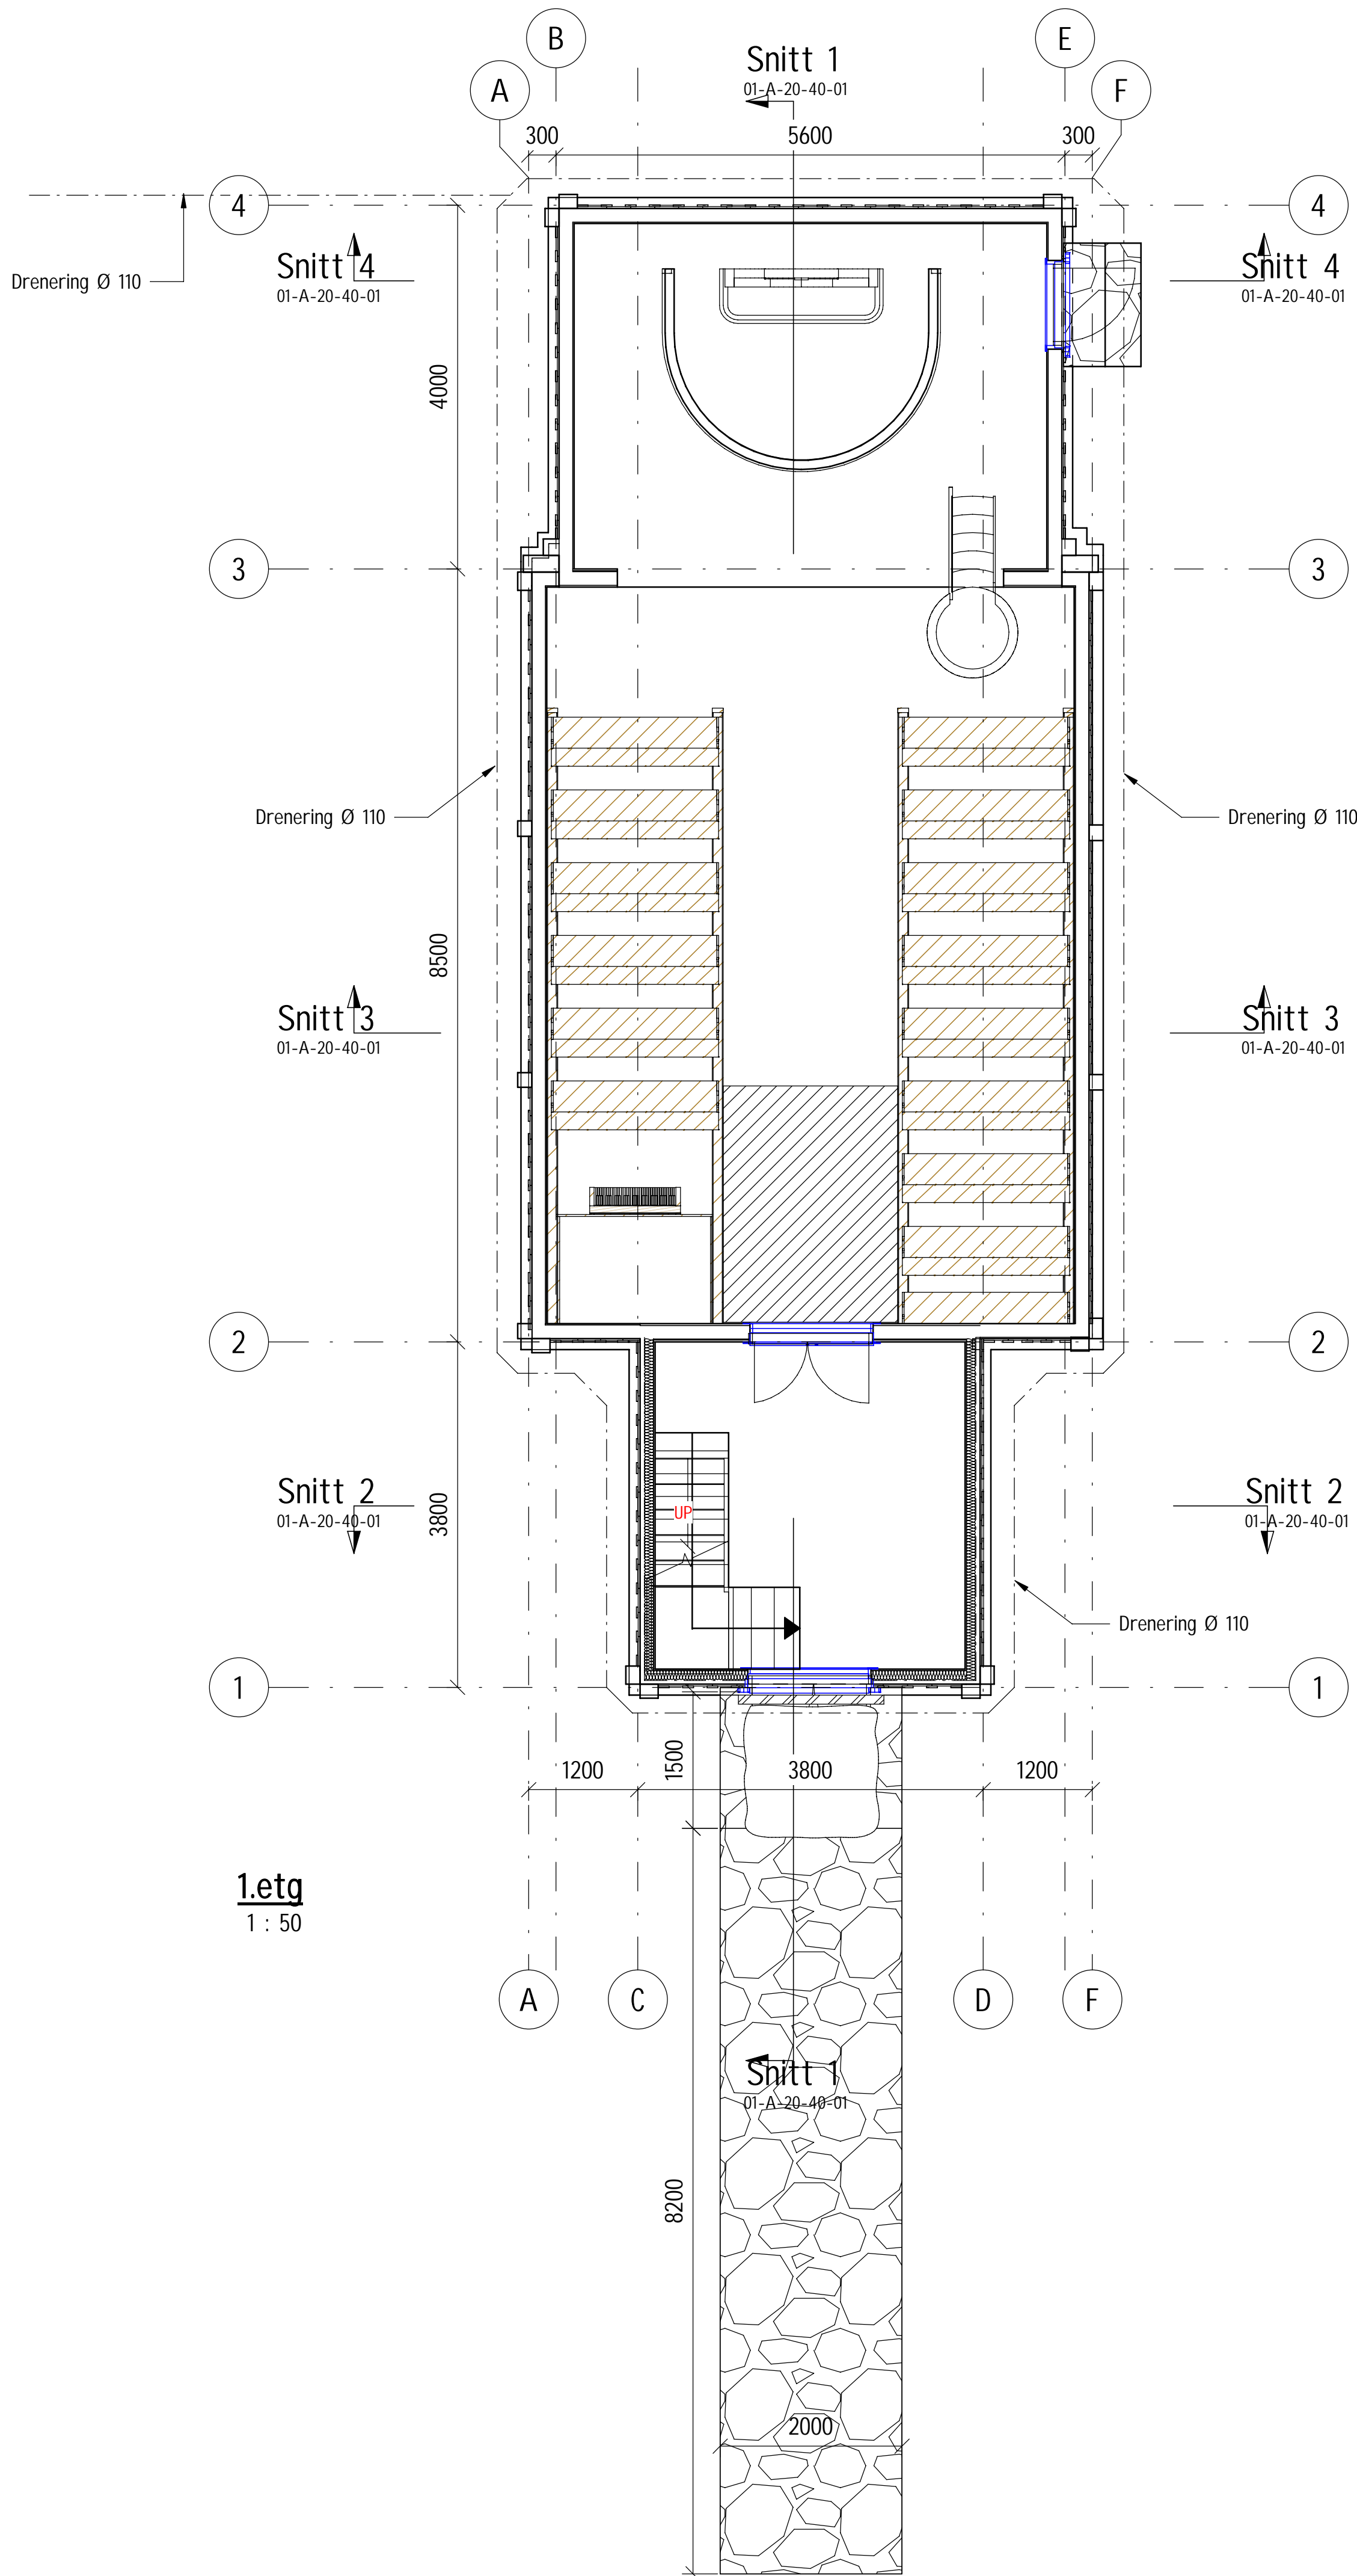 B
E
Snitt 1
01-A-20-40-01
A
F
300
5600
300
4
4
Snitt 4
01-A-20-40-01
Snitt 4
01-A-20-40-01
Drenering Ø 110
4000
3
3
Drenering Ø 110
Drenering Ø 110
8500
Snitt 3
01-A-20-40-01
Snitt 3
01-A-20-40-01
2
2
Snitt 2
01-A-20-40-01
3800
UP
Snitt 2
01-A-20-40-01
Drenering Ø 110
1
1
1200
1500
3800
1200
1.etg
1 : 50
A
C
D
F
Snitt 1
01-A-20-40-01
8200
2000